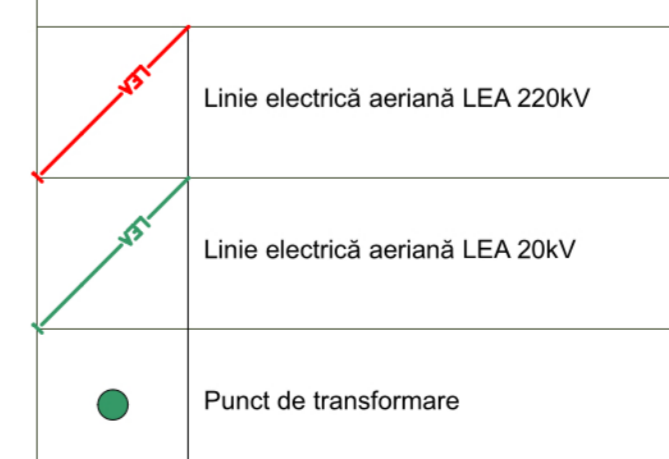 LEA
Linie electrică aeriană LEA 220kV
LEA
Linie electrică aeriană LEA 20kV
Punct de transformare